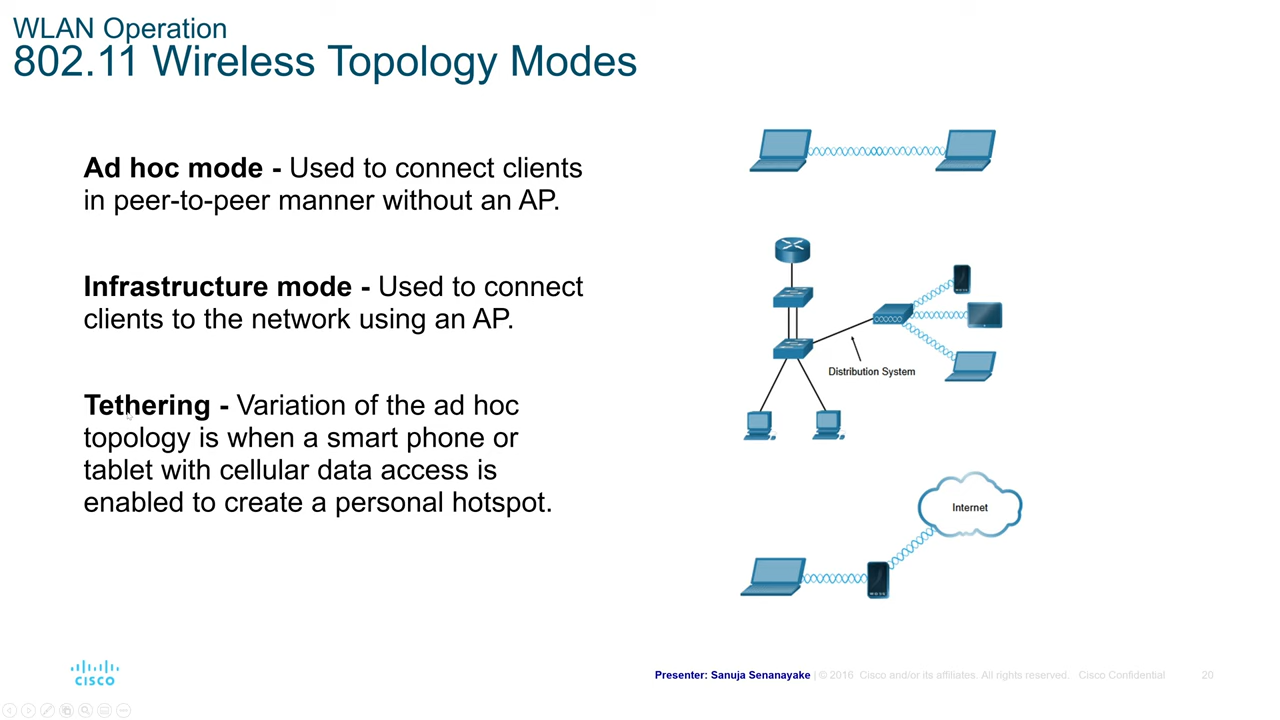 WLAN Operation
802.11 Wireless Topology Modes
Ad hoc mode - Used to connect clients
in peer-to-peer manner without an AP.
Infrastructure mode - Used to connect
clients to the network using an AP.
Distribution System
Tethering - Variation of the ad hoc
topology is when a smart phone or
tablet with cellular data access is
enabled to create a personal hotspot.
Internet
CISCO
Presenter: Sanuja Senanayake | © 2016 Cisco and/or its affiliates. All rights reserved. Cisco Confidential 20